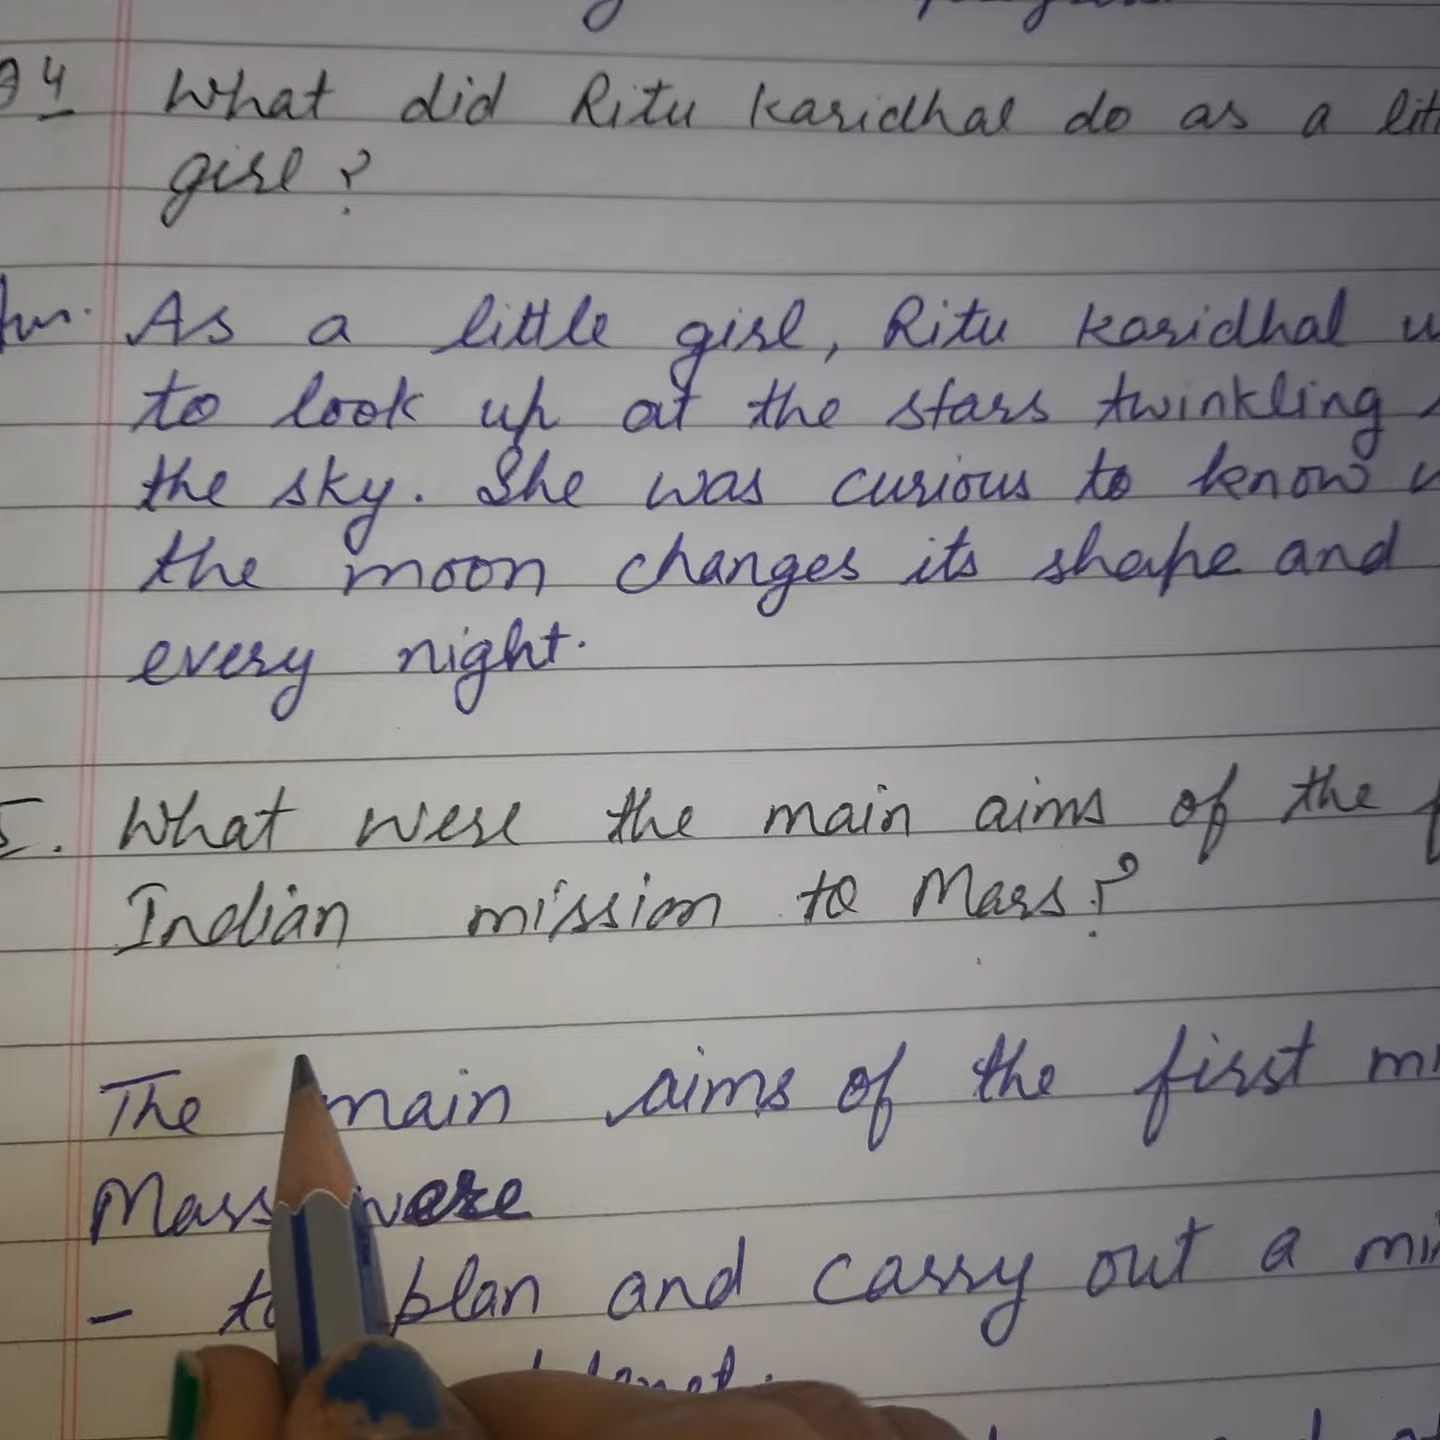 What did Ritu Karidhal do as a
girl?
As a little girl, Ritu Karidhal
to look up at the stars twinkling
the sky. She was curious to know
the moon changes its shape and
every night.
5. What were the main aims of the
Indian mission to Mars?
The main aims of the first
Mars were
- to plan and carry out a